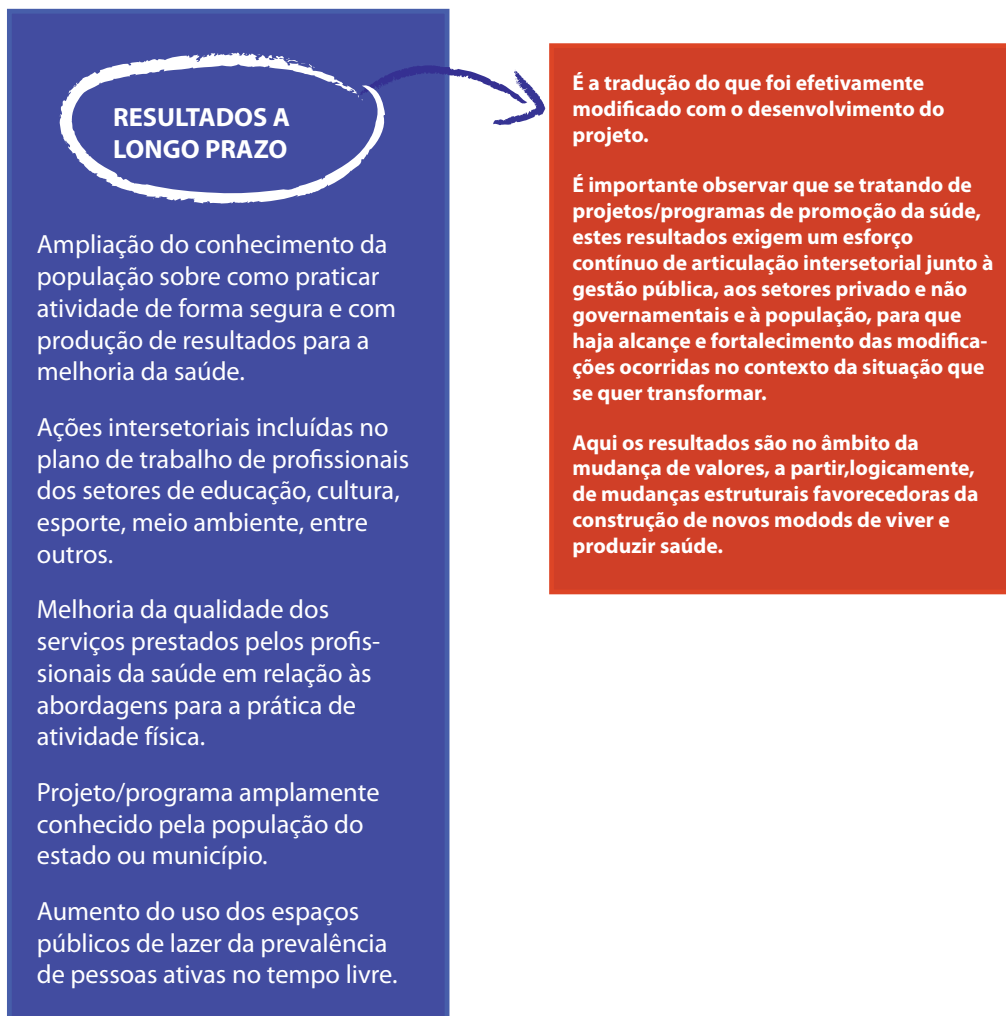 RESULTADOS A
LONGO PRAZO
Ampliação do conhecimento da
população sobre como praticar
atividade de forma segura e com
produção de resultados para a
melhoria da saúde.
Ações intersetoriais incluídas no
plano de trabalho de profissionais
dos setores de educação, cultura,
esporte, meio ambiente, entre
outros.
Melhoria da qualidade dos
serviços prestados pelos profis-
sionais da saúde em relação às
abordagens para a prática de
atividade física.
Projeto/programa amplamente
conhecido pela população do
estado ou município.
Aumento do uso dos espaços
públicos de lazer da prevalência
de pessoas ativas no tempo livre.
É a tradução do que foi efetivamente
modificado com o desenvolvimento do
projeto.
É importante observar que se tratando de
projetos/programas de promoção da súde,
estes resultados exigem um esforço
contínuo de articulação intersetorial junto à
gestão pública, aos setores privado e não
governamentais e à população, para que
haja alcançe e fortalecimento das modifica-
ções ocorridas no contexto da situação que
se quer transformar.
Aqui os resultados são no âmbito da
mudança de valores, a partir,logicamente,
de mudanças estruturais favorecedoras da
construção de novos modods de viver e
produzir saúde.